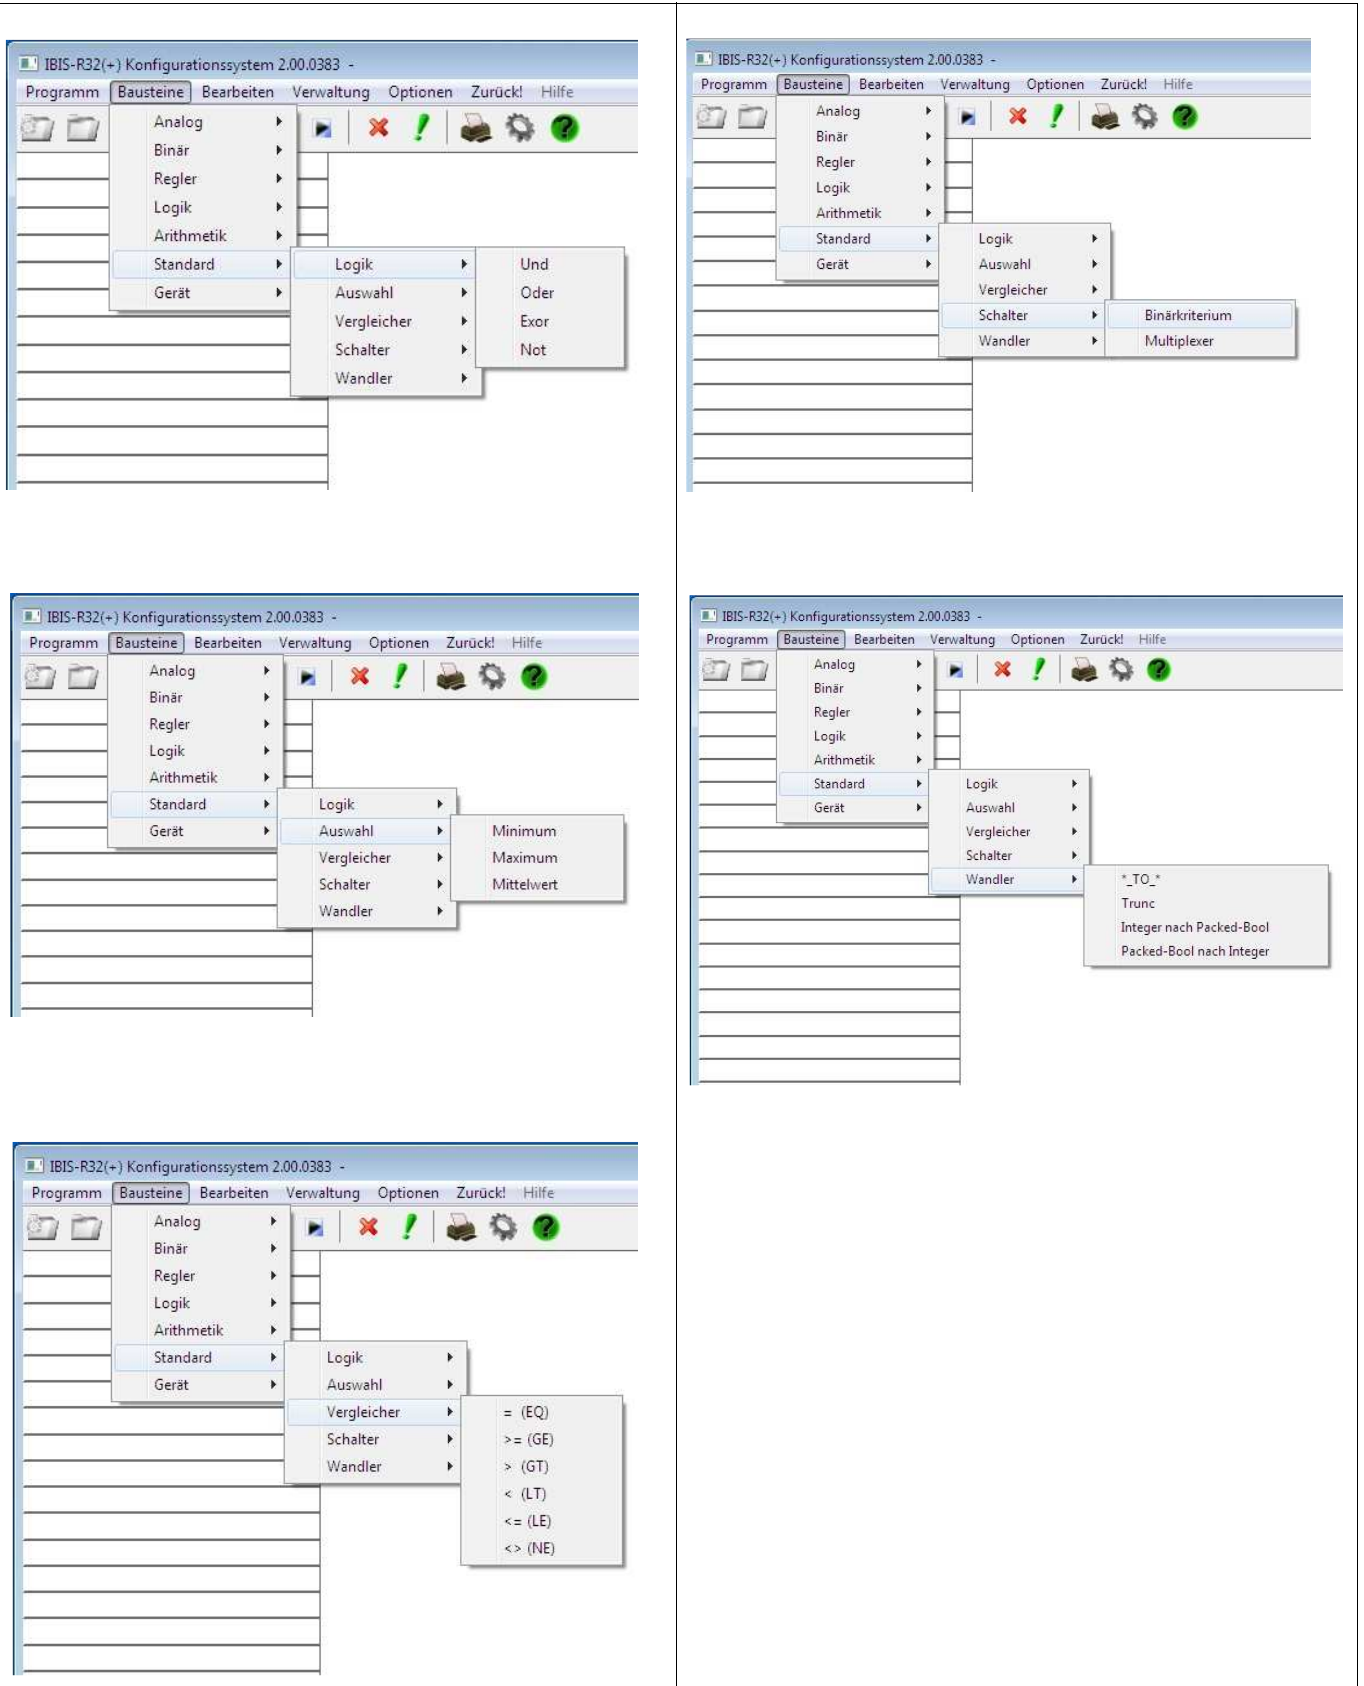 IBIS-R32(+) Konfigurationssystem 2.00.0383 -
Programm Bausteine Bearbeiten Verwaltung Optionen Zurück! Hilfe
Analog
Binär
Regler
Logik
Arithmetik
Standard
Gerät
Logik
Auswahl
Vergleicher
Schalter
Wandler
Und
Oder
Exor
Not
IBIS-R32(+) Konfigurationssystem 2.00.0383 -
Programm Bausteine Bearbeiten Verwaltung Optionen Zurück! Hilfe
Analog
Binär
Regler
Logik
Arithmetik
Standard
Gerät
Logik
Auswahl
Vergleicher
Schalter
Wandler
Binärkriterium
Multiplexer
IBIS-R32(+) Konfigurationssystem 2.00.0383 -
Programm Bausteine Bearbeiten Verwaltung Optionen Zurück! Hilfe
Analog
Binär
Regler
Logik
Arithmetik
Standard
Gerät
Logik
Auswahl
Vergleicher
Schalter
Wandler
Minimum
Maximum
Mittelwert
IBIS-R32(+) Konfigurationssystem 2.00.0383 -
Programm Bausteine Bearbeiten Verwaltung Optionen Zurück! Hilfe
Analog
Binär
Regler
Logik
Arithmetik
Standard
Gerät
Logik
Auswahl
Vergleicher
Schalter
Wandler
*_TO_*
Trunc
Integer nach Packed-Bool
Packed-Bool nach Integer
IBIS-R32(+) Konfigurationssystem 2.00.0383 -
Programm Bausteine Bearbeiten Verwaltung Optionen Zurück! Hilfe
Analog
Binär
Regler
Logik
Arithmetik
Standard
Gerät
Logik
Auswahl
Vergleicher
Schalter
Wandler
= (EQ)
>= (GE)
> (GT)
< (LT)
<= (LE)
<> (NE)